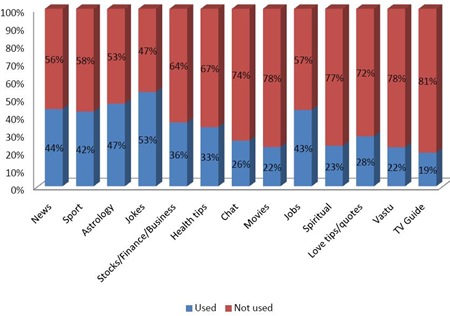 100%
90%
80%
70%
60%
50%
40%
30%
20%
10%
0%
56% 58% 53% 47% 64% 67% 74% 78% 57% 77% 72% 78% 81%
44% 42% 47% 53% 36% 33% 26% 22% 43% 23% 28% 22% 19%
News
Sport
Astrology
Jokes
Stocks/Finance/Business
Health tips
Chat
Movies
Jobs
Spiritual
Love tips/quotes
Vastu
TV Guide
Used Not used